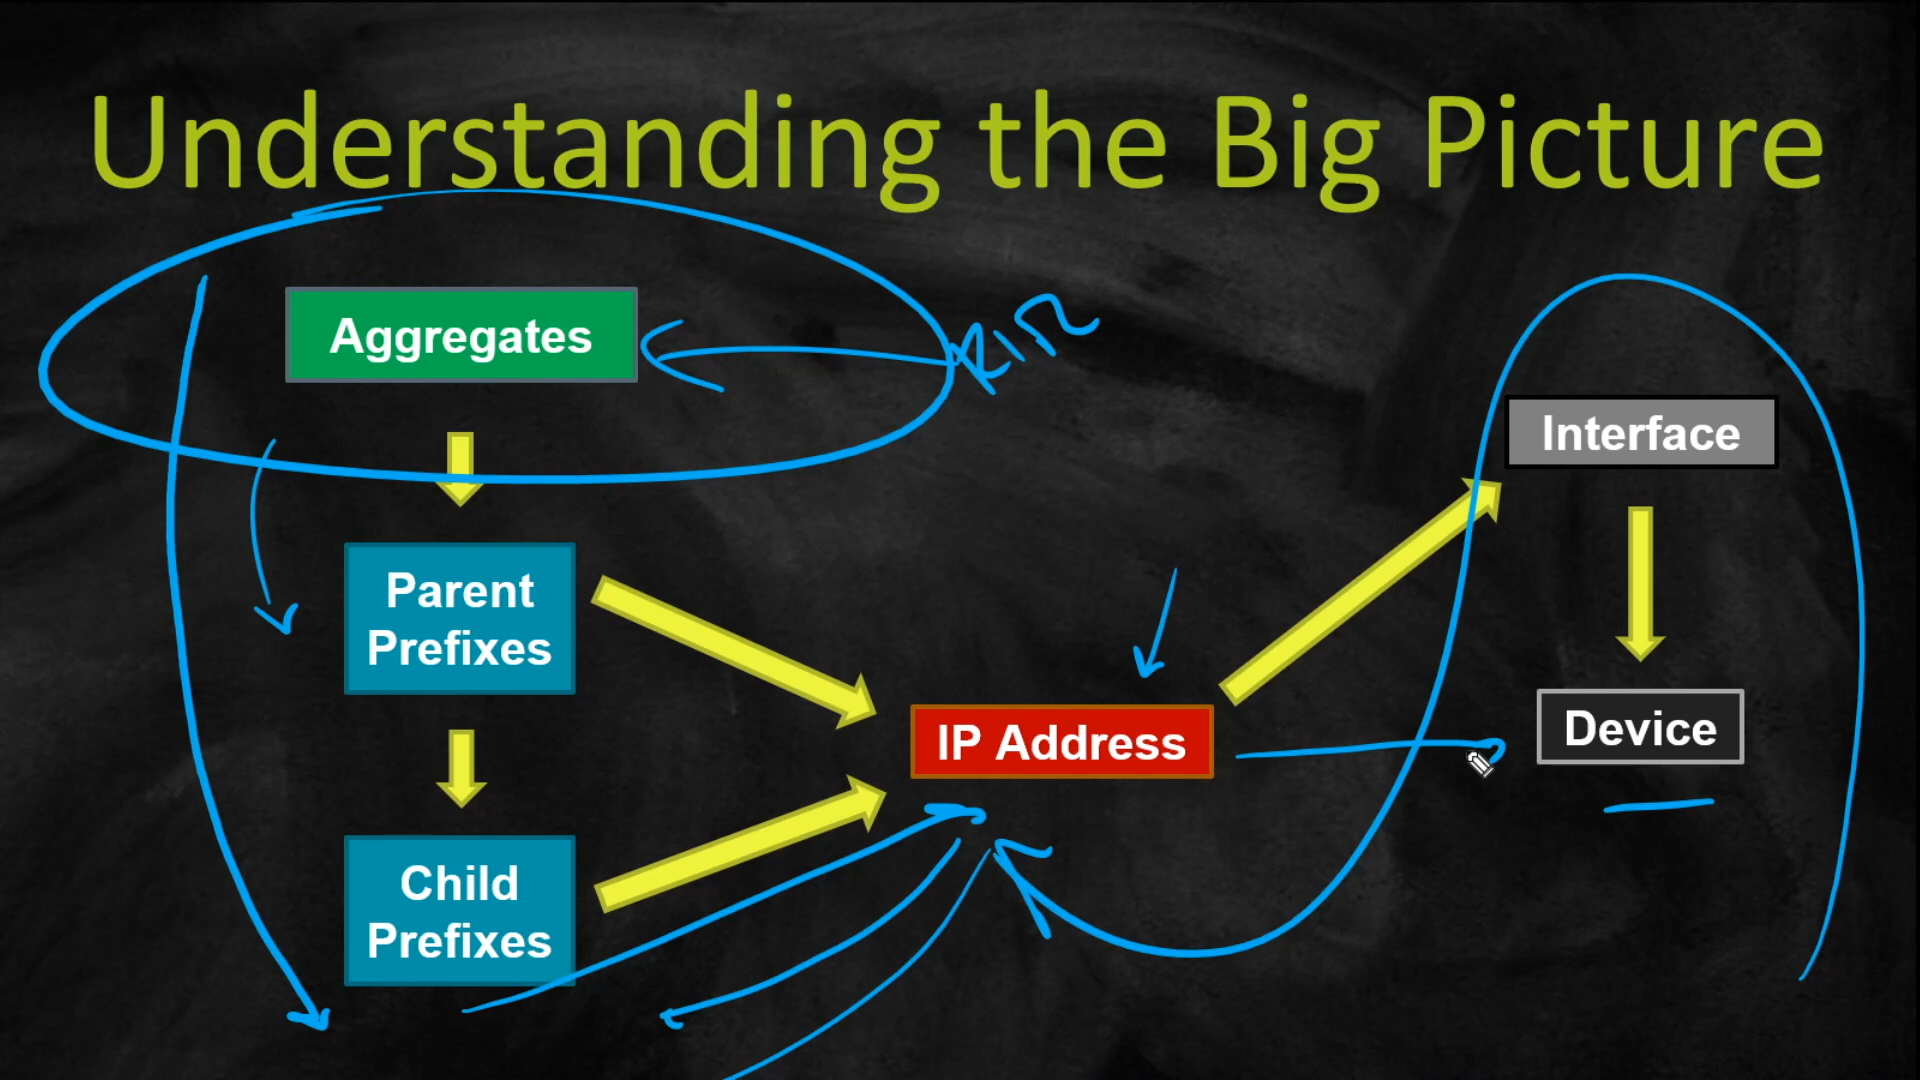 Understanding the Big Picture
Aggregates
RIR
Interface
Parent
Prefixes
IP Address
Device
Child
Prefixes